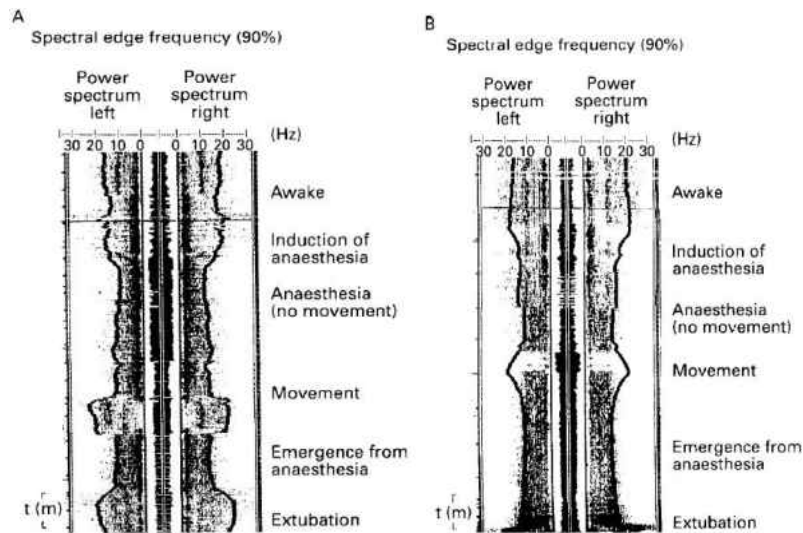 A
Spectral edge frequency (90%)
Power
spectrum
left
Power
spectrum
right
(Hz)
30 20 10 0 0 10 20 30
Awake
Induction of
anaesthesia
Anaesthesia
(no movement)
Movement
Emergence from
anaesthesia
t (m)
Extubation
B
Spectral edge frequency (90%)
Power
spectrum
left
Power
spectrum
right
(Hz)
30 20 10 0 0 10 20 30
Awake
Induction of
anaesthesia
Anaesthesia
(no movement)
Movement
Emergence from
anaesthesia
t (m)
Extubation